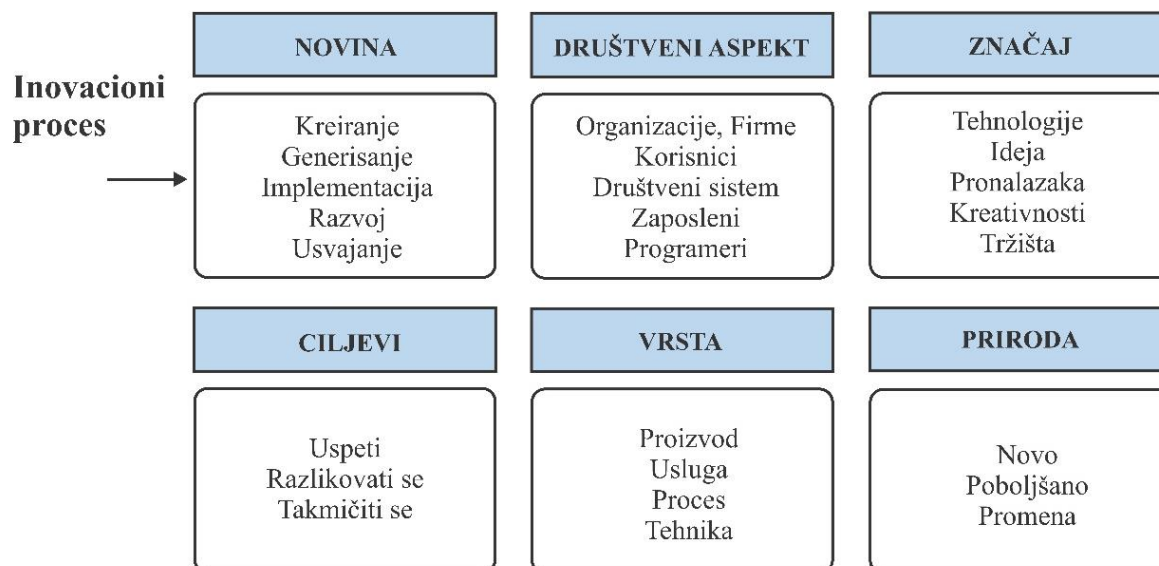 Inovacioni
proces
NOVINA
Kreiranje
Generisanje
Implementacija
Razvoj
Usvajanje
DRUŠTVENI ASPEKT
Organizacije, Firme
Korisnici
Društveni sistem
Zaposleni
Programeri
ZNAČAJ
Tehnologije
Ideja
Pronalazaka
Kreativnosti
Tržišta
CILJEVI
Uspeti
Razlikovati se
Takmičiti se
VRSTA
Proizvod
Usluga
Proces
Tehnika
PRIRODA
Novo
Poboljšano
Promena